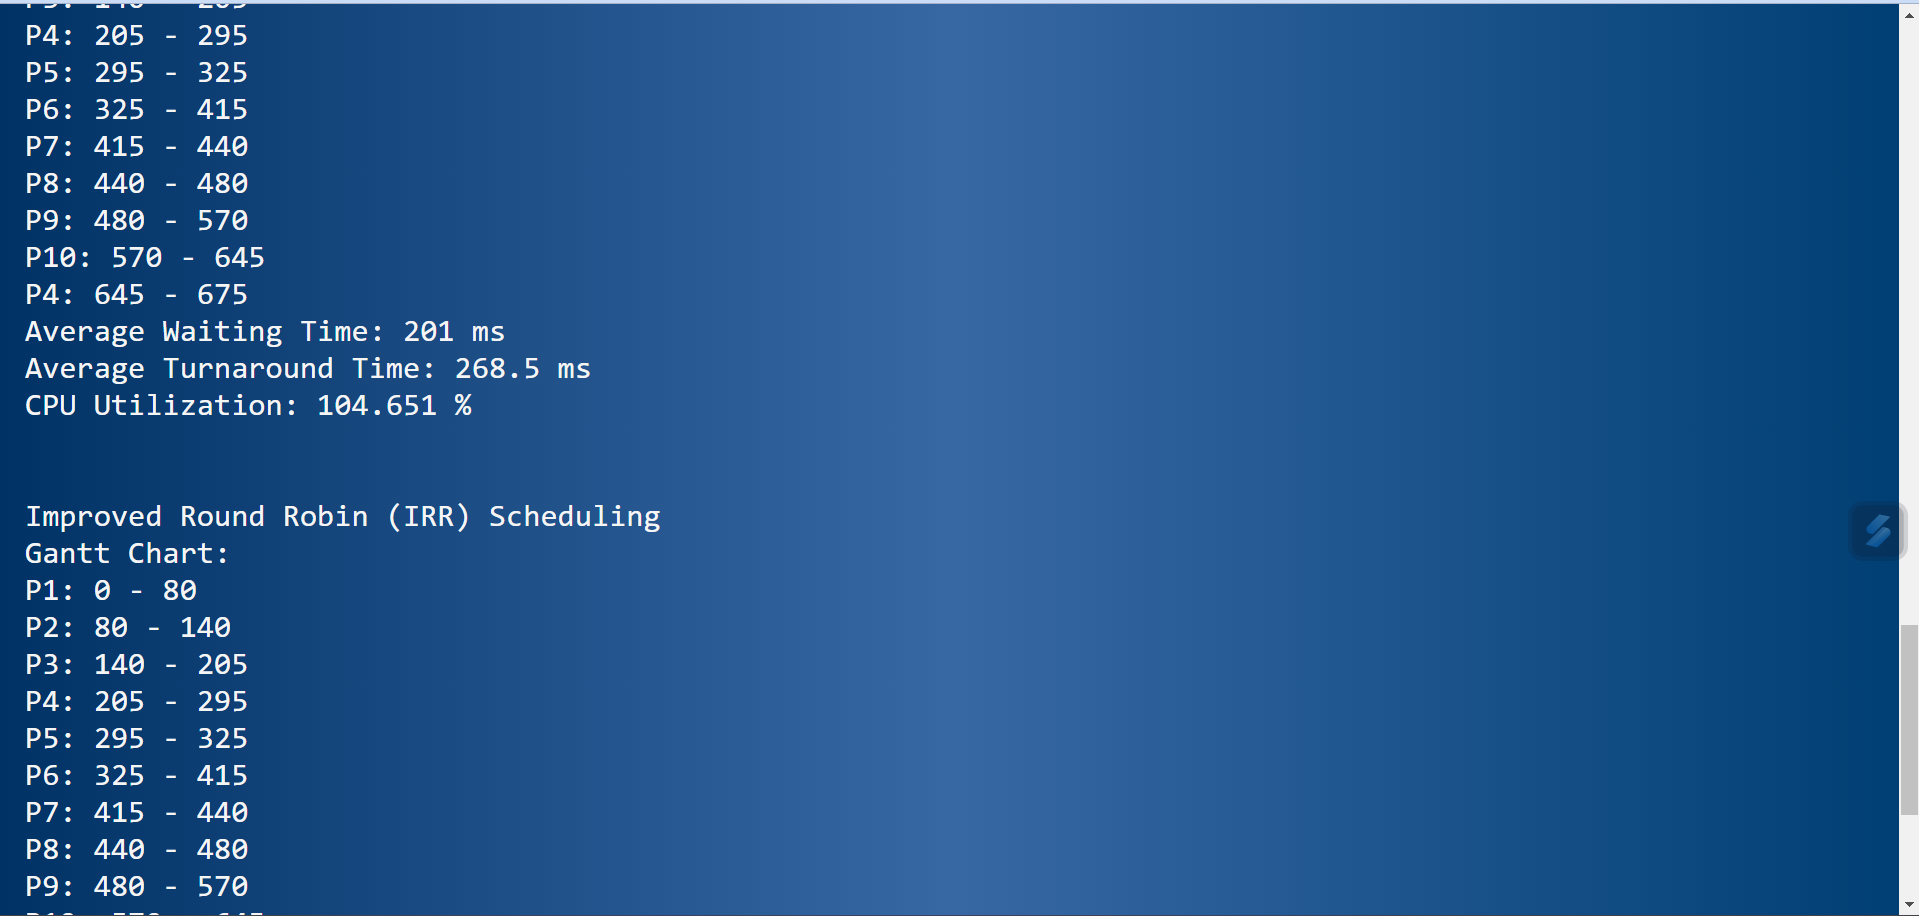 P4: 205 - 295
P5: 295 - 325
P6: 325 - 415
P7: 415 - 440
P8: 440 - 480
P9: 480 - 570
P10: 570 - 645
P4: 645 - 675
Average Waiting Time: 201 ms
Average Turnaround Time: 268.5 ms
CPU Utilization: 104.651 %
Improved Round Robin (IRR) Scheduling
Gantt Chart:
P1: 0 - 80
P2: 80 - 140
P3: 140 - 205
P4: 205 - 295
P5: 295 - 325
P6: 325 - 415
P7: 415 - 440
P8: 440 - 480
P9: 480 - 570